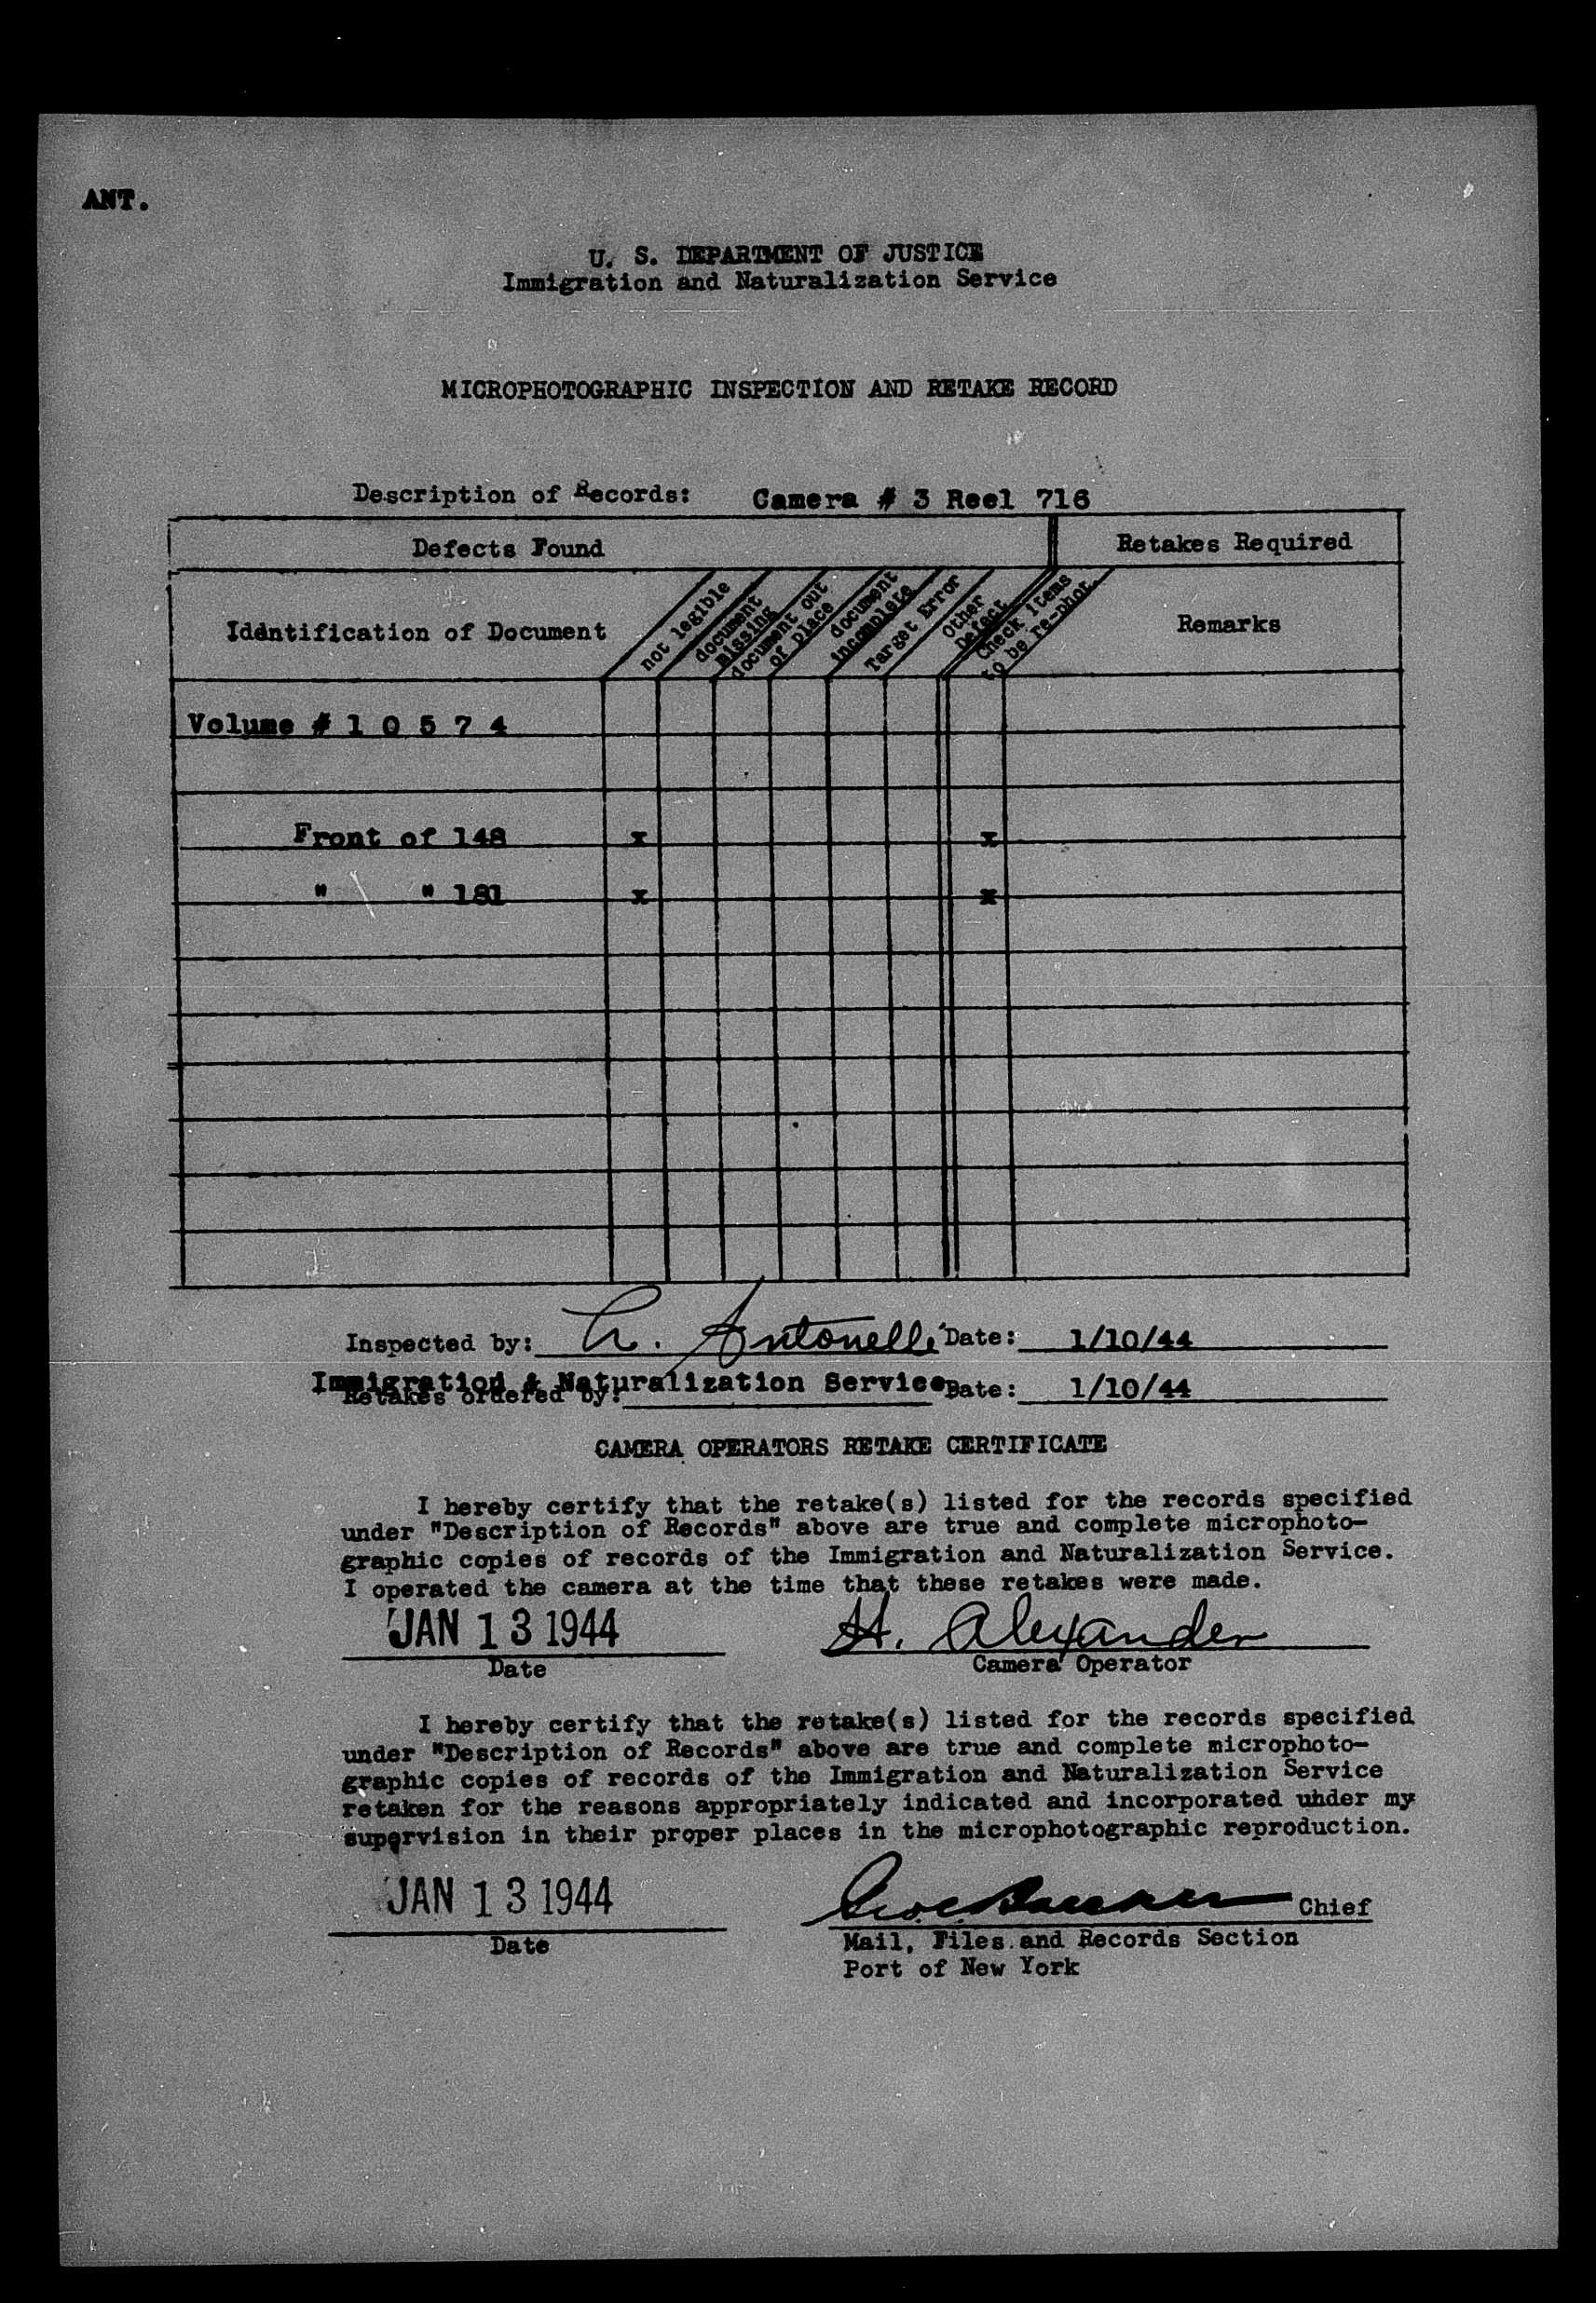 ANT.
U. S. DEPARTMENT OF JUSTICE
Immigration and Naturalization Service
MICROPHOTOGRAPHIC INSPECTION AND RETAKE RECORD
Description of Records: Camera # 3 Reel 716
Defects Found
Retakes Required
Identification of Document
not legible
document missing
document out of place
document incomplete
Target Error
Other Defect
Check items to be re-phot.
Remarks
Volume # 1 0 5 7 4
Front of 148 x x
" " 181 x x
Inspected by: Antonelli Date: 1/10/44
Immigration & Naturalization Service
Retakes ordered by: Date: 1/10/44
CAMERA OPERATORS RETAKE CERTIFICATE
I hereby certify that the retake(s) listed for the records specified
under "Description of Records" above are true and complete microphoto-
graphic copies of records of the Immigration and Naturalization Service.
I operated the camera at the time that these retakes were made.
JAN 13 1944 H. Alexander
Date Camera Operator
I hereby certify that the retake(s) listed for the records specified
under "Description of Records" above are true and complete microphoto-
graphic copies of records of the Immigration and Naturalization Service
retaken for the reasons appropriately indicated and incorporated under my
supervision in their proper places in the microphotographic reproduction.
JAN 13 1944 Chief
Date Mail, Files and Records Section
Port of New York